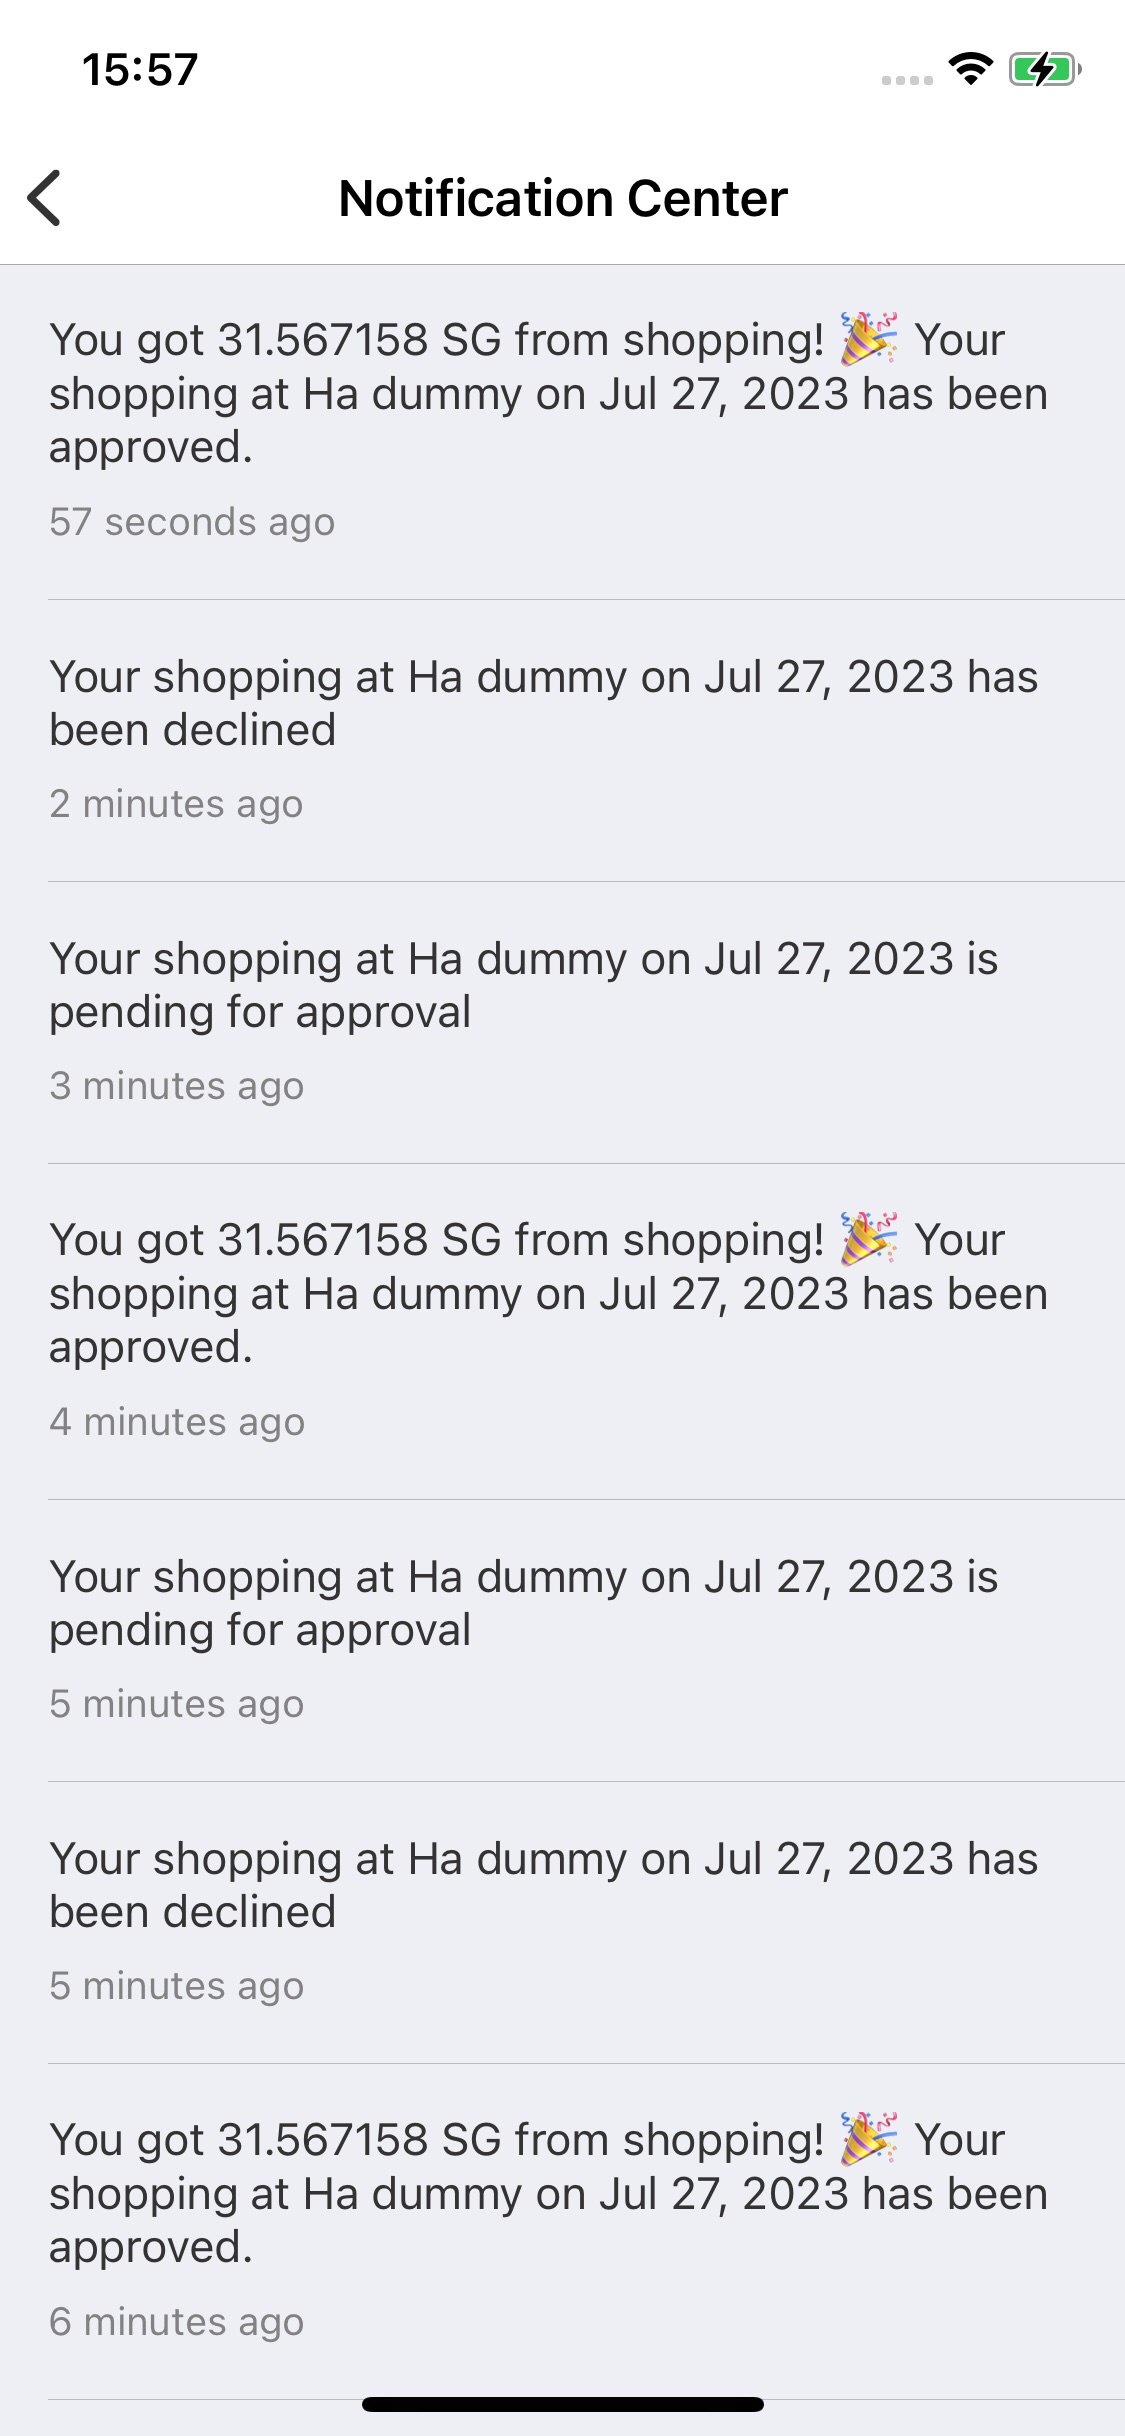 15:57
Notification Center
You got 31.567158 SG from shopping! 🎉 Your
shopping at Ha dummy on Jul 27, 2023 has been
approved.
57 seconds ago
Your shopping at Ha dummy on Jul 27, 2023 has
been declined
2 minutes ago
Your shopping at Ha dummy on Jul 27, 2023 is
pending for approval
3 minutes ago
You got 31.567158 SG from shopping! 🎉 Your
shopping at Ha dummy on Jul 27, 2023 has been
approved.
4 minutes ago
Your shopping at Ha dummy on Jul 27, 2023 is
pending for approval
5 minutes ago
Your shopping at Ha dummy on Jul 27, 2023 has
been declined
5 minutes ago
You got 31.567158 SG from shopping! 🎉 Your
shopping at Ha dummy on Jul 27, 2023 has been
approved.
6 minutes ago